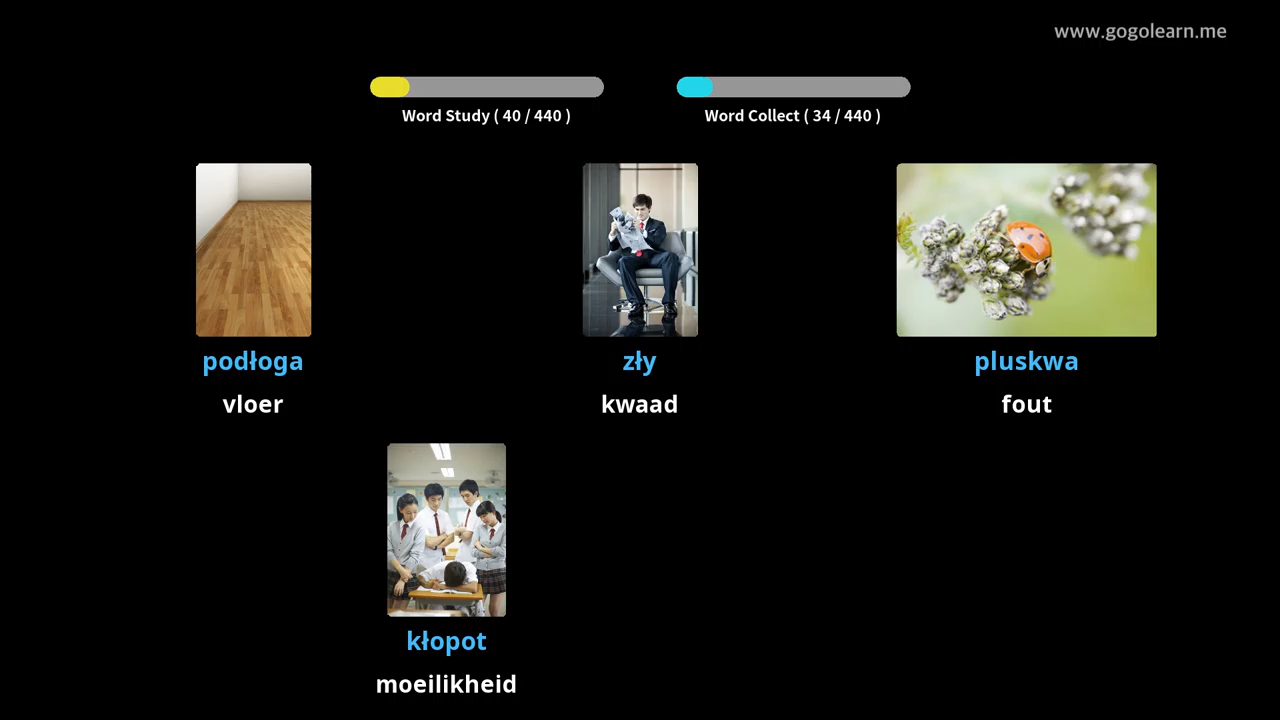 www.gogolearn.me
Word Study ( 40 / 440 )
Word Collect ( 34 / 440 )
podłoga
zły
pluskwa
vloer
kwaad
fout
kłopot
moeilikheid